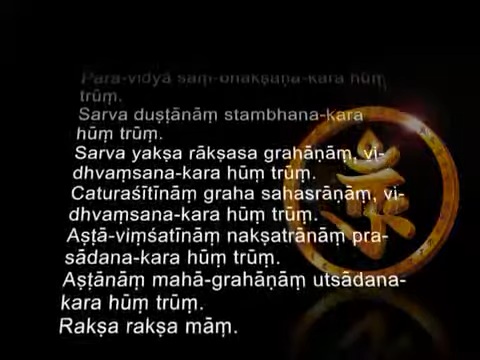 Para-vidyā saṃ-bhakṣaṇa-kara hūṃ
trūṃ.
Sarva duṣṭānāṃ stambhana-kara
hūṃ trūṃ.
Sarva yakṣa rākṣasa grahāṇāṃ, vi-
dhvaṃsana-kara hūṃ trūṃ.
Caturaśītīnāṃ graha sahasrāṇāṃ, vi-
dhvaṃsana-kara hūṃ trūṃ.
Aṣṭā-viṃśatīnāṃ nakṣatrānāṃ pra-
sādana-kara hūṃ trūṃ.
Aṣṭānāṃ mahā-grahāṇāṃ utsādana-
kara hūṃ trūṃ.
Rakṣa rakṣa māṃ.